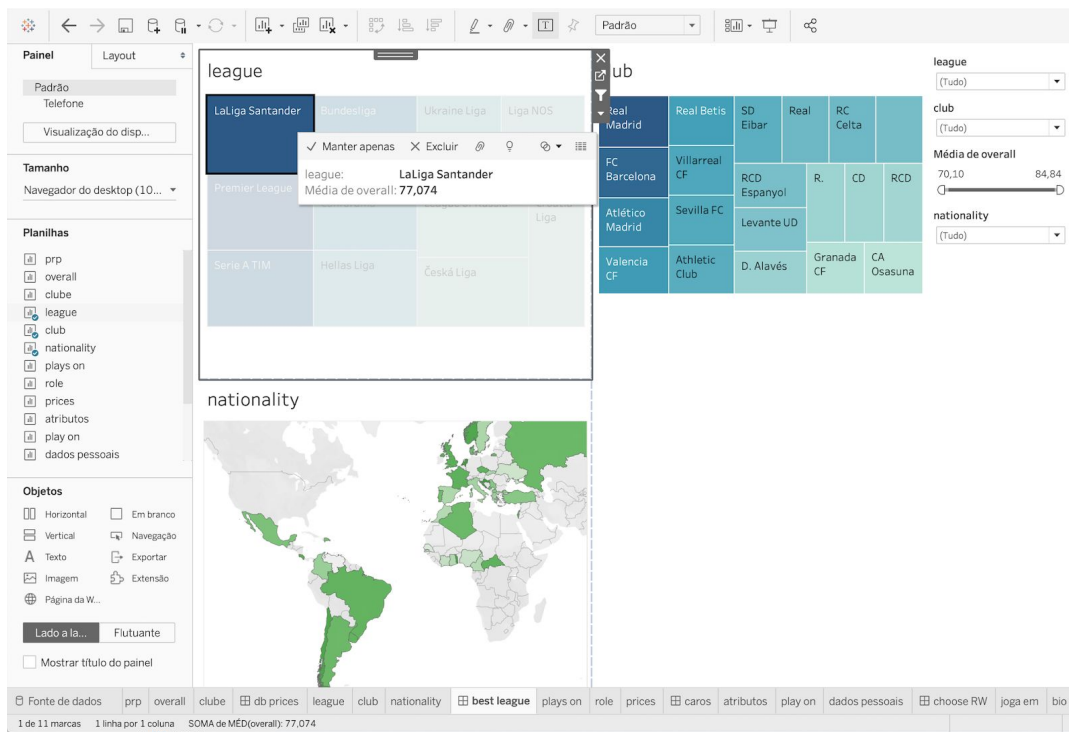 Padrão
Painel
Layout
Padrão
Telefone
Visualização do disp...
Tamanho
Navegador do desktop (10...
Planilhas
prp
overall
clube
league
club
nationality
plays on
role
prices
atributos
play on
dados pessoais
Objetos
Horizontal
Em branco
Vertical
Navegação
A Texto
Exportar
Imagem
Extensão
Página da W...
Lado a la...
Flutuante
Mostrar título do painel
league
LaLiga Santander
Bundesliga
Ukraine Liga
Liga NOS
Manter apenas
Excluir
league: LaLiga Santander
Média de overall: 77,074
Premier League
Liga
Serie A TIM
Hellas Liga
Česká Liga
nationality
ub
Real Madrid
Real Betis
SD Eibar
Real
RC Celta
FC Barcelona
Villarreal CF
RCD Espanyol
R.
CD
RCD
Atlético Madrid
Sevilla FC
Levante UD
Valencia CF
Athletic Club
D. Alavés
Granada CF
CA Osasuna
league
(Tudo)
club
(Tudo)
Média de overall
70,10 84,84
nationality
(Tudo)
Fonte de dados prp overall clube db prices league club nationality best league plays on role prices caros atributos play on dados pessoais choose RW joga em bio
1 de 11 marcas 1 linha por 1 coluna SOMA de MÉD(overall): 77,074